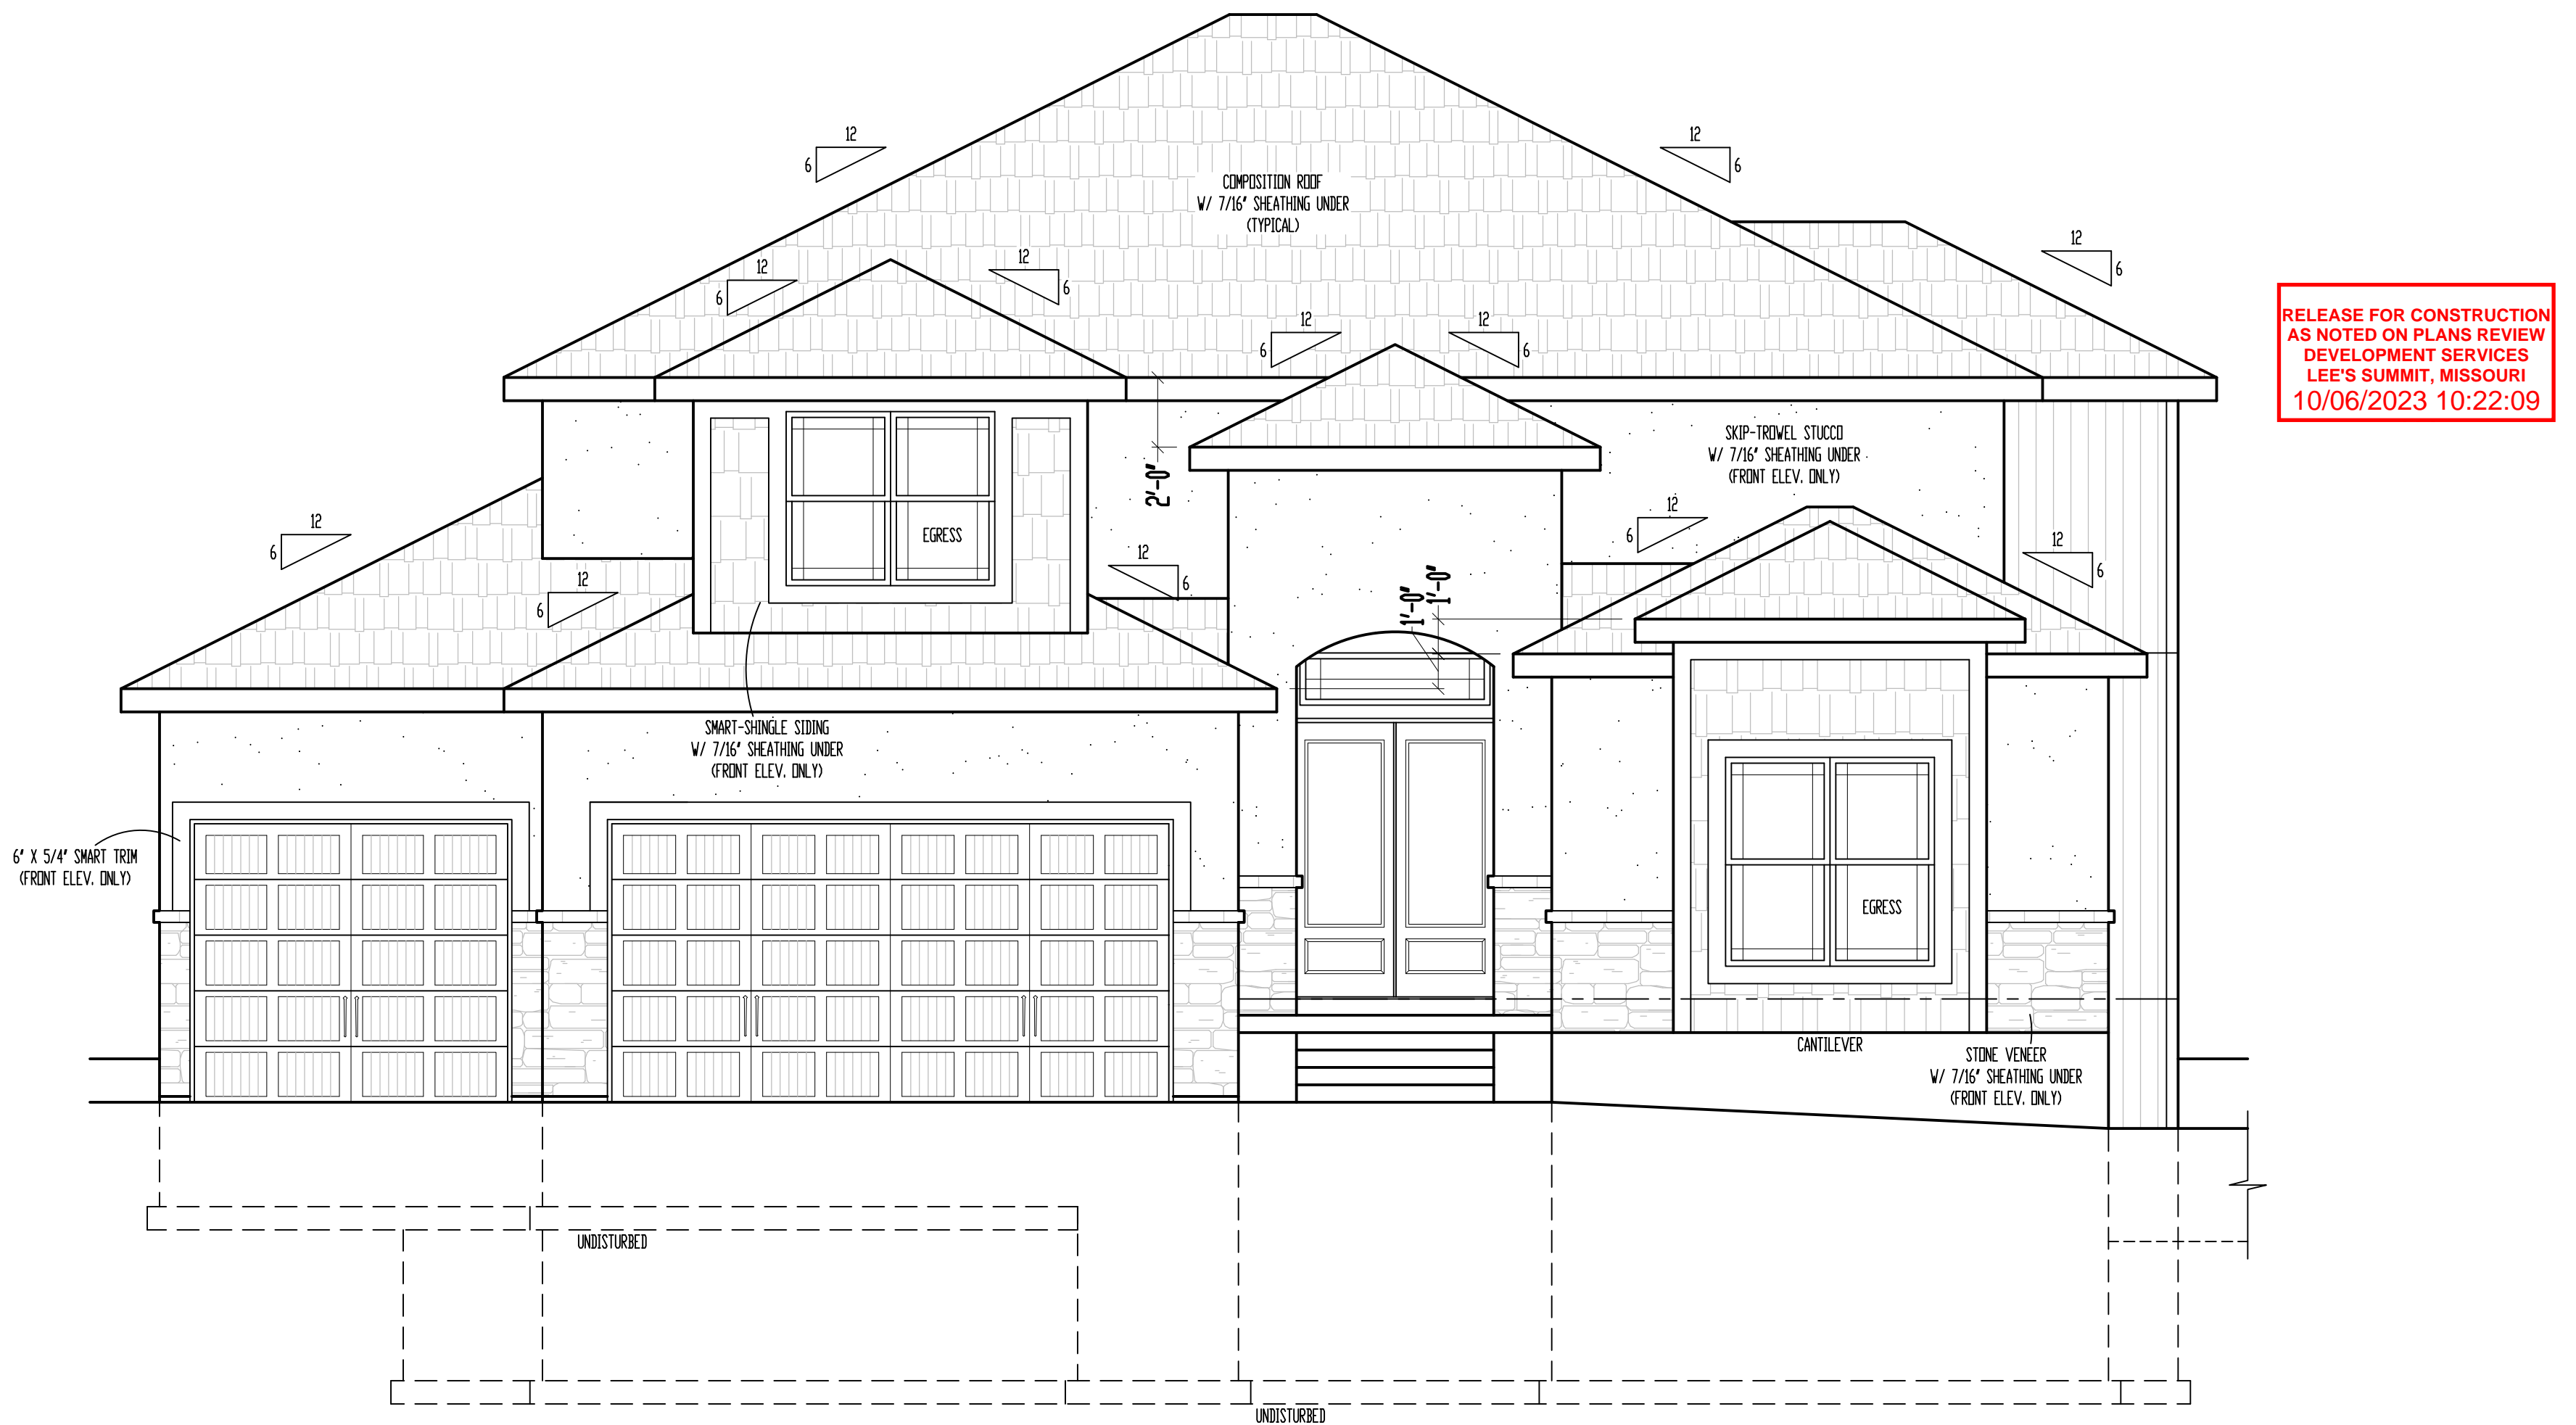 12
6
12
6
COMPOSITION ROOF
W/ 7/16" SHEATHING UNDER
(TYPICAL)
12
6
12
6
12
6
RELEASE FOR CONSTRUCTION
AS NOTED ON PLANS REVIEW
DEVELOPMENT SERVICES
LEE'S SUMMIT, MISSOURI
10/06/2023 10:22:09
12
6
12
6
2'-0"
SKIP-TROWEL STUCCO
W/ 7/16" SHEATHING UNDER
(FRONT ELEV. ONLY)
12
6
EGRESS
12
6
12
6
12
6
12
6
1'-0"
1'-0"
SMART-SHINGLE SIDING
W/ 7/16" SHEATHING UNDER
(FRONT ELEV. ONLY)
6" X 5/4" SMART TRIM
(FRONT ELEV. ONLY)
EGRESS
CANTILEVER
STONE VENEER
W/ 7/16" SHEATHING UNDER
(FRONT ELEV. ONLY)
UNDISTURBED
UNDISTURBED